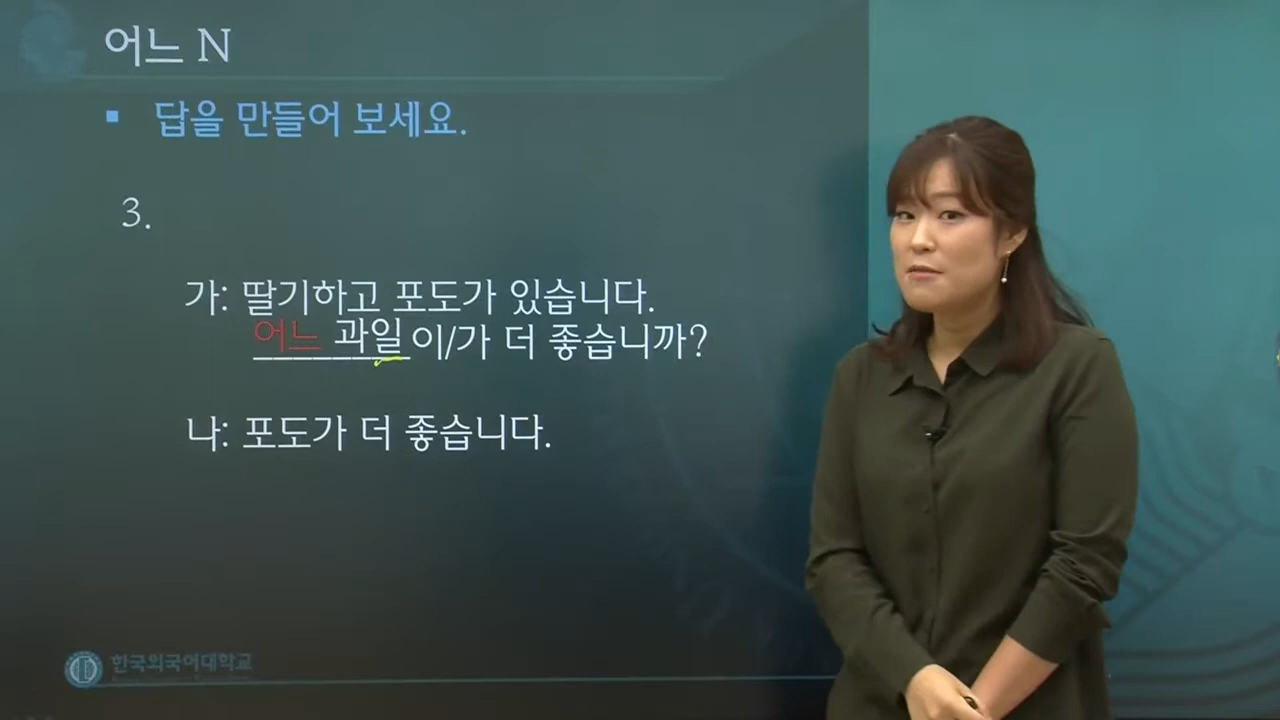 어느 N
▪ 답을 만들어 보세요.
3.
가: 딸기하고 포도가 있습니다.
어느 과일이/가 더 좋습니까?
나: 포도가 더 좋습니다.
한국외국어대학교